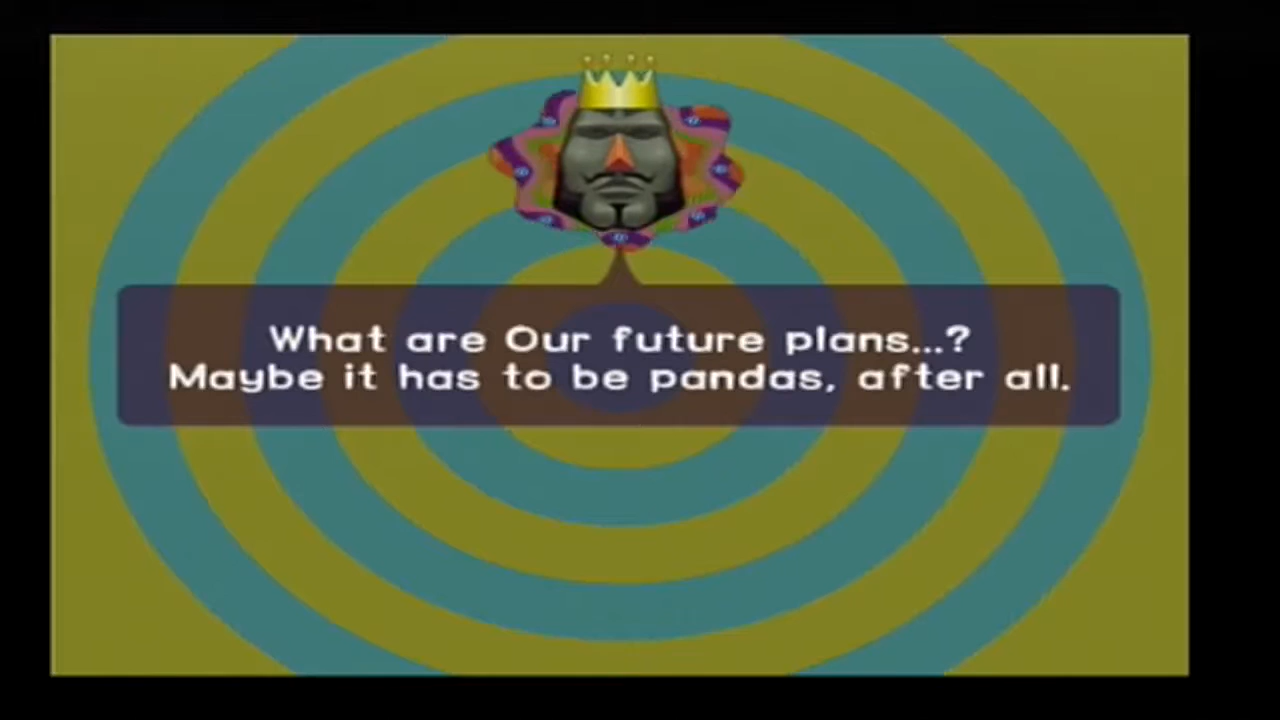 What are Our future plans...?
Maybe it has to be pandas, after all.